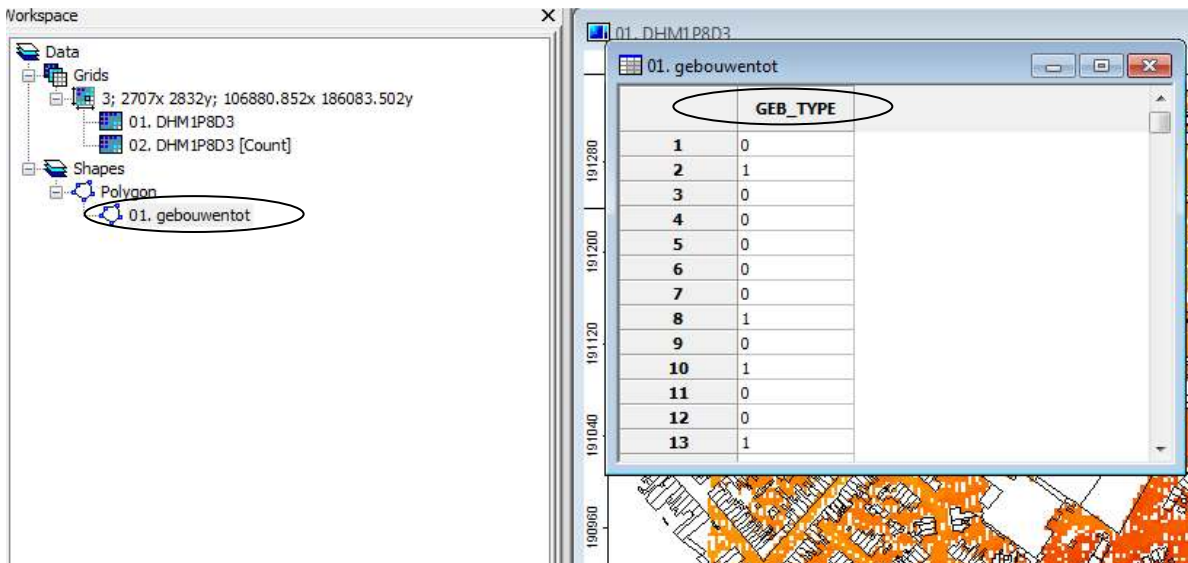 Workspace X
Data
Grids
3; 2707x 2832y; 106880.852x 186083.502y
01. DHM1P8D3
02. DHM1P8D3 [Count]
Shapes
Polygon
01. gebouwentot
01. DHM1P8D3
01. gebouwentot
GEB_TYPE
1 0
2 1
3 0
4 0
5 0
6 0
7 0
8 1
9 0
10 1
11 0
12 0
13 1
191280
191200
191120
191040
190960